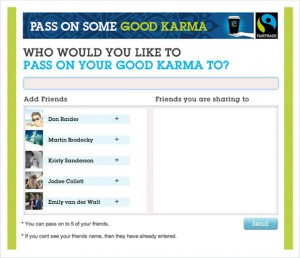 PASS ON SOME GOOD KARMA
FAIRTRADE
WHO WOULD YOU LIKE TO
PASS ON YOUR GOOD KARMA TO?
Add Friends
Friends you are sharing to
Dan Raider +
Martin Brodecky +
Kristy Sanderson +
Jodee Collett +
Emily van der Walt +
* You can pass on to 5 of your friends.
* If you cant see your friends name, then they have already entered.
Send